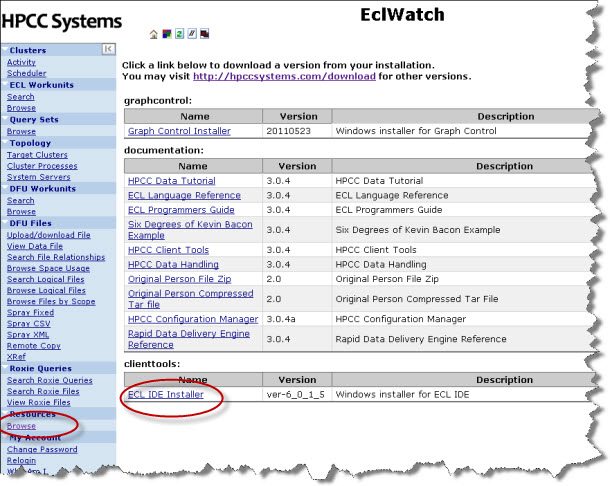 HPCC Systems
EclWatch
Clusters
Activity
Scheduler
ECL Workunits
Search
Browse
Query Sets
Browse
Topology
Target Clusters
Cluster Processes
System Servers
DFU Workunits
Search
Browse
DFU Files
Upload/download File
View Data File
Search File Relationships
Browse Space Usage
Search Logical Files
Browse Logical Files
Browse Files by Scope
Spray Fixed
Spray CSV
Spray XML
Remote Copy
XRef
Roxie Queries
Search Roxie Queries
Search Roxie Files
View Roxie Files
Resources
Browse
My Account
Change Password
Relogin
Who Am I
Click a link below to download a version from your installation.
You may visit http://hpccsystems.com/download for other versions.
graphcontrol:
Name Version Description
Graph Control Installer 20110523 Windows installer for Graph Control
documentation:
Name Version Description
HPCC Data Tutorial 3.0.4 HPCC Data Tutorial
ECL Language Reference 3.0.4 ECL Language Reference
ECL Programmers Guide 3.0.4 ECL Programmers Guide
Six Degrees of Kevin Bacon
Example 3.0.4 Six Degrees of Kevin Bacon Example
HPCC Client Tools 3.0.4 HPCC Client Tools
HPCC Data Handling 3.0.4 HPCC Data Handling
Original Person File Zip 2.0 Original Person File Zip
Original Person Compressed
Tar file 2.0 Original Person Compressed Tar file
HPCC Configuration Manager 3.0.4a HPCC Configuration Manager
Rapid Data Delivery Engine
Reference 3.0.4 Rapid Data Delivery Engine Reference
clienttools:
Name Version Description
ECL IDE Installer ver-6_0_1_5 Windows installer for ECL IDE